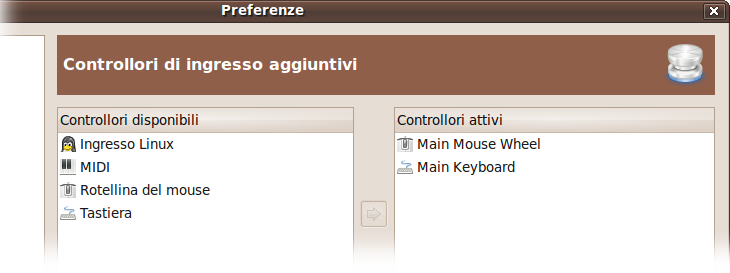 Preferenze
Controllori di ingresso aggiuntivi
Controllori disponibili
Ingresso Linux
MIDI
Rotellina del mouse
Tastiera
Controllori attivi
Main Mouse Wheel
Main Keyboard